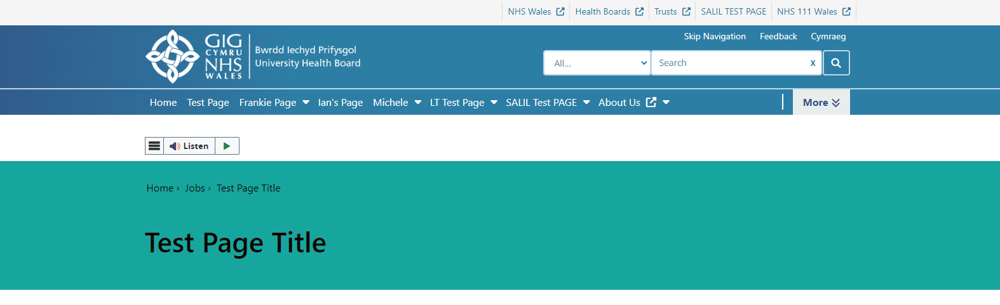 NHS Wales Health Boards Trusts SALIL TEST PAGE NHS 111 Wales
Skip Navigation Feedback Cymraeg
GIG
CYMRU
NHS
WALES
Bwrdd Iechyd Prifysgol
University Health Board
All... Search x
Home Test Page Frankie Page Ian's Page Michele LT Test Page SALIL Test PAGE About Us More
Listen
Home › Jobs › Test Page Title
Test Page Title